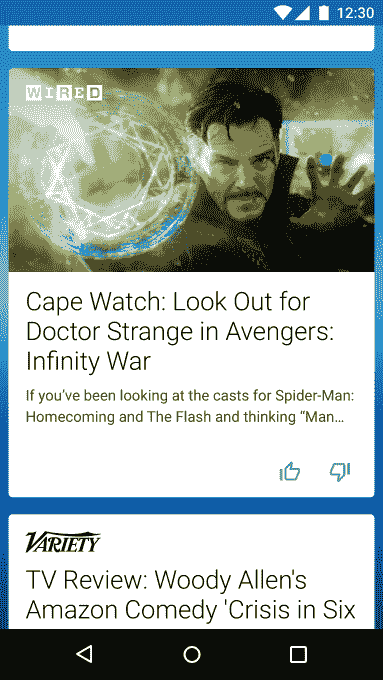 12:30
WIRED
Cape Watch: Look Out for
Doctor Strange in Avengers:
Infinity War
If you've been looking at the casts for Spider-Man:
Homecoming and The Flash and thinking “Man...
VARIETY
TV Review: Woody Allen's
Amazon Comedy 'Crisis in Six